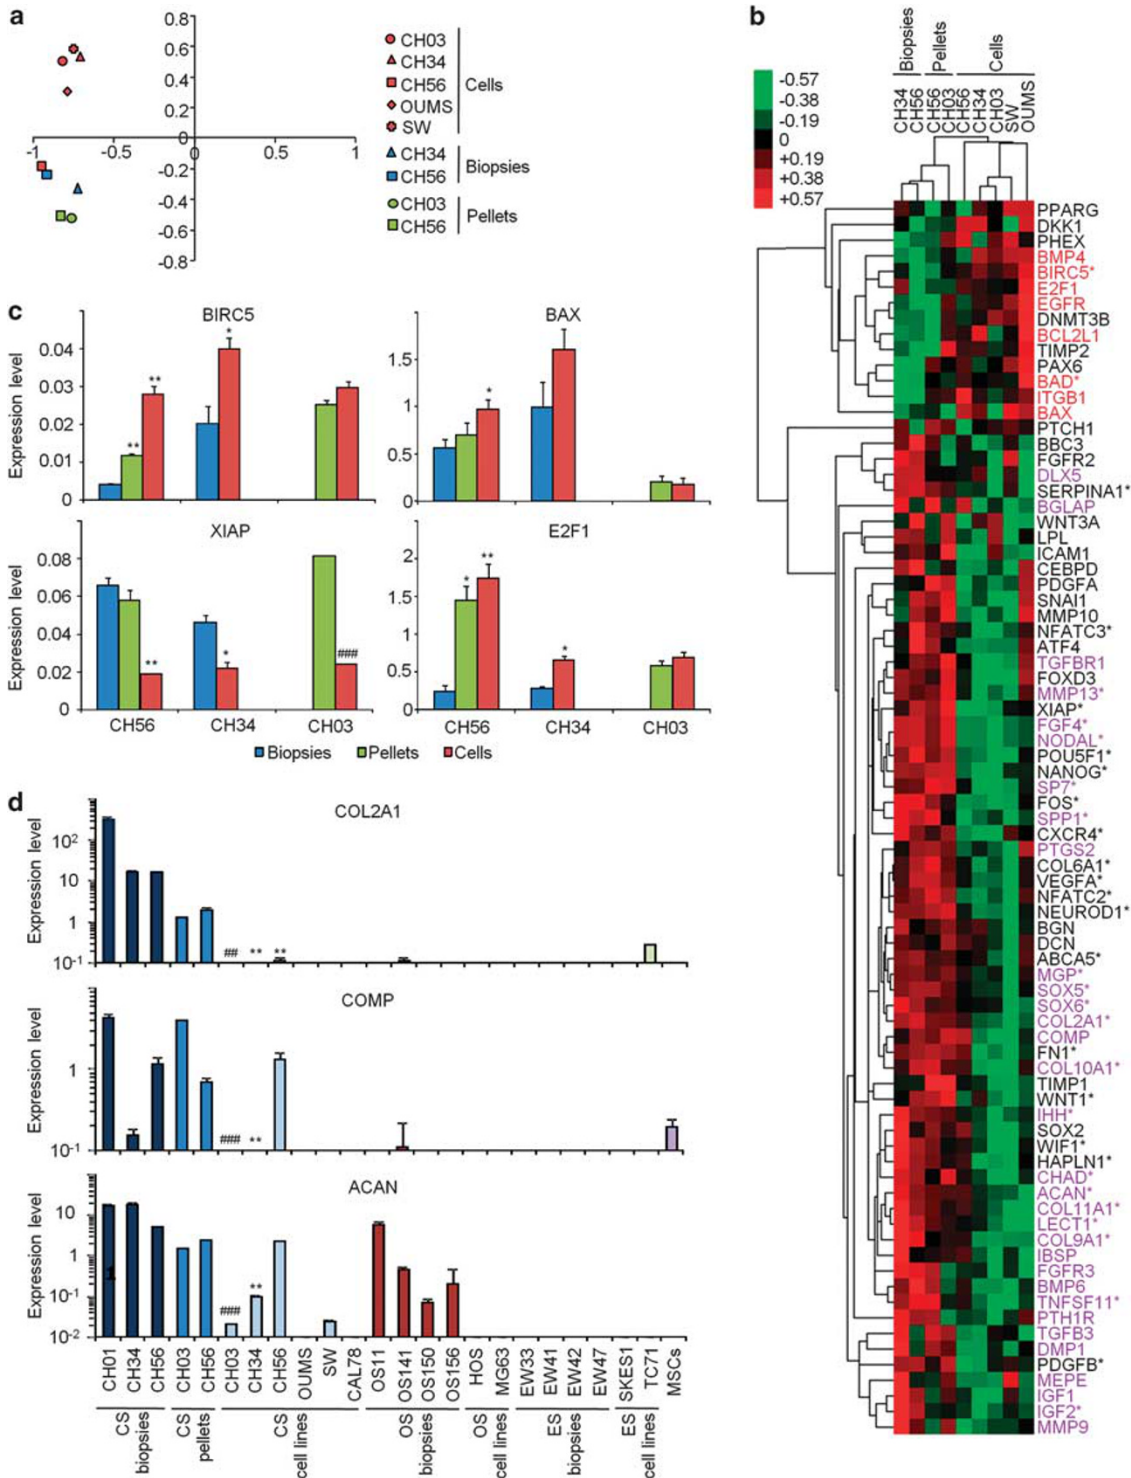 a
0.8
0.6
0.4
0.2
0
-0.2
-0.4
-0.6
-0.8
-1
-0.5
0
0.5
1
CH03
CH34
CH56
OUMS
SW
Cells
CH34
CH56
Biopsies
CH03
CH56
Pellets
b
Biopsies
Pellets
Cells
CH34
CH56
CH56
CH03
CH56
CH34
CH03
SW
OUMS
-0.57
-0.38
-0.19
0
+0.19
+0.38
+0.57
PPARG
DKK1
PHEX
BMP4
BIRC5*
E2F1
EGFR
DNMT3B
BCL2L1
TIMP2
PAX6
BAD*
ITGB1
BAX
PTCH1
BBC3
FGFR2
DLX5
SERPINA1*
BGLAP
WNT3A
LPL
ICAM1
CEBPD
PDGFA
SNAI1
MMP10
NFATC3*
ATF4
TGFBR1
FOXD3
MMP13*
XIAP*
FGF4*
NODAL*
POU5F1*
NANOG*
SP7*
FOS*
SPP1*
CXCR4*
PTGS2
COL6A1*
VEGFA*
NFATC2*
NEUROD1*
BGN
DCN
ABCA5*
MGP*
SOX5*
SOX6*
COL2A1*
COMP
FN1*
COL10A1*
TIMP1
WNT1*
IHH*
SOX2
WIF1*
HAPLN1*
CHAD*
ACAN*
COL11A1*
LECT1*
COL9A1*
IBSP
FGFR3
BMP6
TNFSF11*
PTH1R
TGFB3
DMP1
PDGFB*
MEPE
IGF1
IGF2*
MMP9
c
BIRC5
Expression level
0.04
0.03
0.02
0.01
0
**
**
*
BAX
1.5
1
0.5
0
*
XIAP
Expression level
0.08
0.06
0.04
0.02
0
**
*
###
CH56
CH34
CH03
E2F1
2
1.5
1
0.5
0
*
**
*
CH56
CH34
CH03
Biopsies
Pellets
Cells
d
COL2A1
Expression level
10²
10
1
10⁻¹
##
**
**
COMP
Expression level
1
10⁻¹
###
**
ACAN
Expression level
10
1
10⁻¹
10⁻²
1
###
**
CH01
CH34
CH56
CH03
CH56
CH03
CH34
CH56
OUMS
SW
CAL78
OS11
OS141
OS150
OS156
HOS
MG63
EW33
EW41
EW42
EW47
SKES1
TC71
MSCs
CS biopsies
CS pellets
CS cell lines
OS biopsies
OS cell lines
ES biopsies
ES cell lines